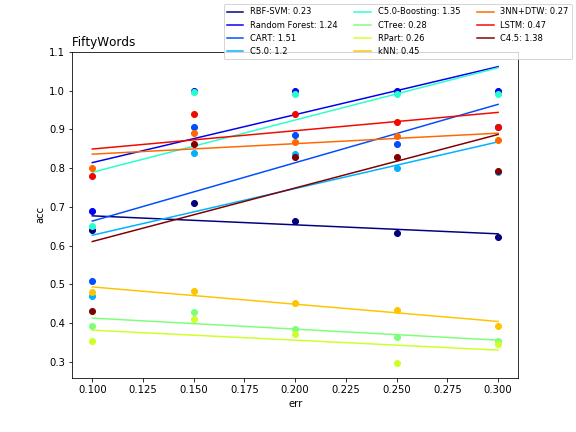 RBF-SVM: 0.23
Random Forest: 1.24
CART: 1.51
C5.0: 1.2
C5.0-Boosting: 1.35
CTree: 0.28
RPart: 0.26
kNN: 0.45
3NN+DTW: 0.27
LSTM: 0.47
C4.5: 1.38
FiftyWords
1.1
1.0
0.9
0.8
0.7
0.6
0.5
0.4
0.3
acc
0.100 0.125 0.150 0.175 0.200 0.225 0.250 0.275 0.300
err